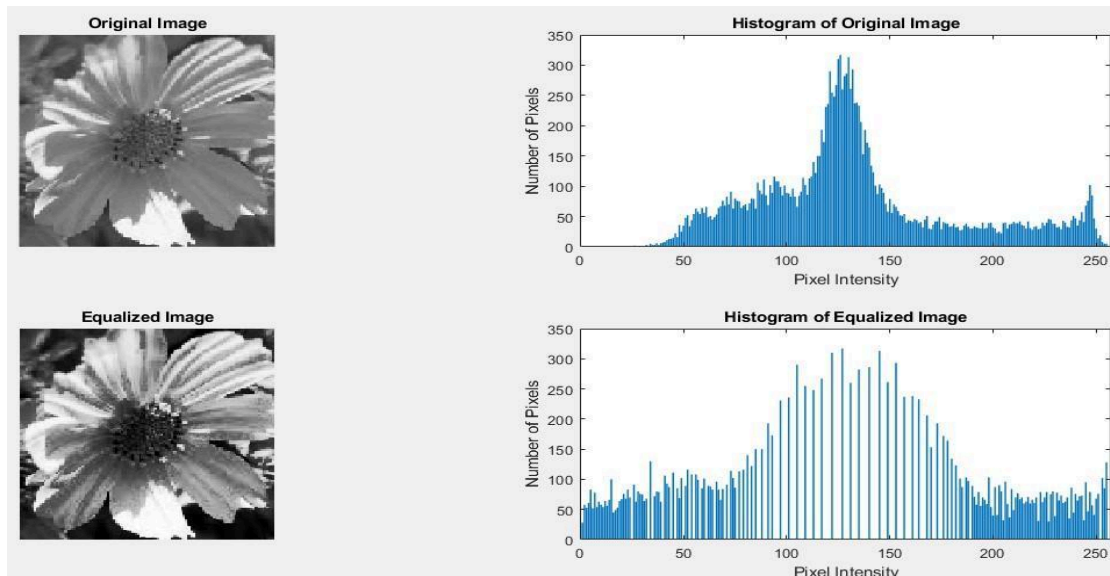 Original Image
Histogram of Original Image
350
300
250
200
150
100
50
0
Number of Pixels
0 50 100 150 200 250
Pixel Intensity
Equalized Image
Histogram of Equalized Image
350
300
250
200
150
100
50
0
Number of Pixels
0 50 100 150 200 250
Pixel Intensity